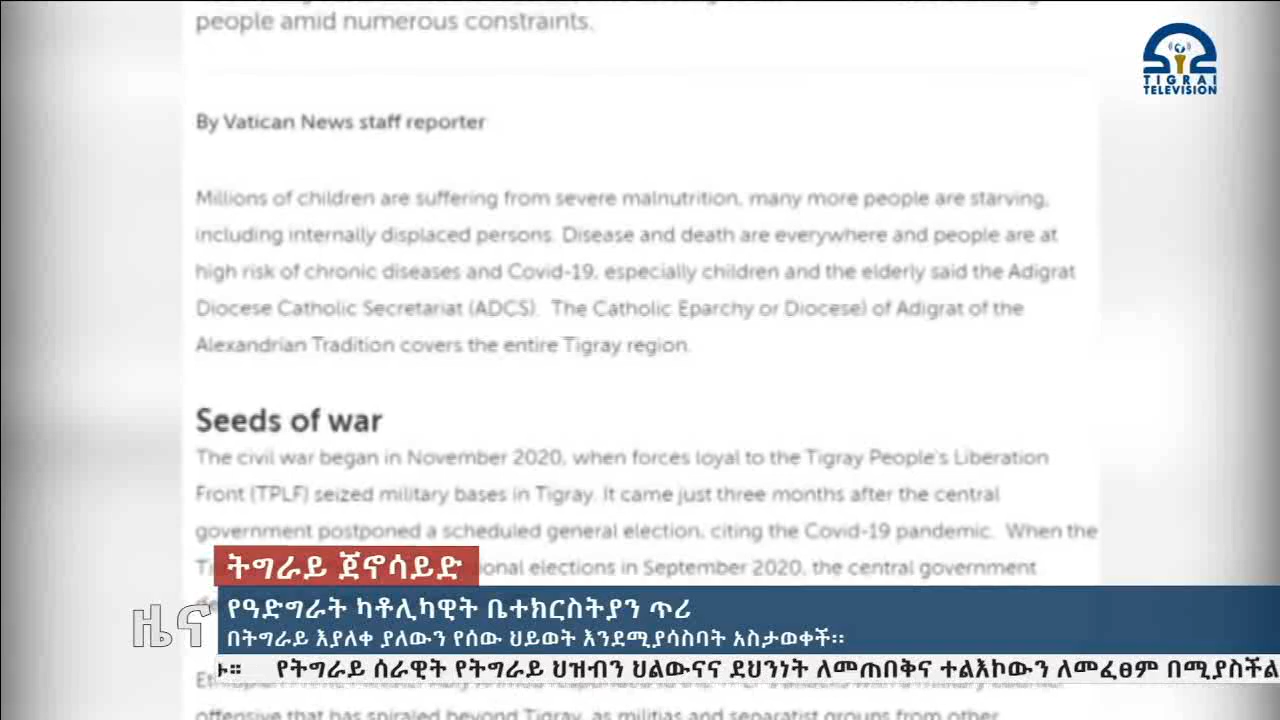 people amid numerous constraints.
TIGRAI
TELEVISION
By Vatican News staff reporter
Millions of children are suffering from severe malnutrition, many more people are starving,
including internally displaced persons. Disease and death are everywhere and people are at
high risk of chronic diseases and Covid-19, especially children and the elderly said the Adigrat
Diocese Catholic Secretariat (ADCS). The Catholic Eparchy or Diocese) of Adigrat of the
Alexandrian Tradition covers the entire Tigray region.
Seeds of war
The civil war began in November 2020, when forces loyal to the Tigray People's Liberation
Front (TPLF) seized military bases in Tigray. It came just three months after the central
government postponed a scheduled general election, citing the Covid-19 pandemic. When the
elections in September 2020, the central government
ትግራይ ጀኖሳይድ
ዜና
የዓድግራት ካቶሊካዊት ቤተክርስትያን ጥሪ
በትግራይ እያለቀ ያለውን የሰው ህይወት እንደሚያሳስባት አስታወቀች፡፡
የትግራይ ሰራዊት የትግራይ ህዝብን ህልውናና ደህንነት ለመጠበቅና ተልእኮውን ለመፈፀም በሚያስችል
offensive that has spiraled beyond Tigray, as militias and separatist groups from other